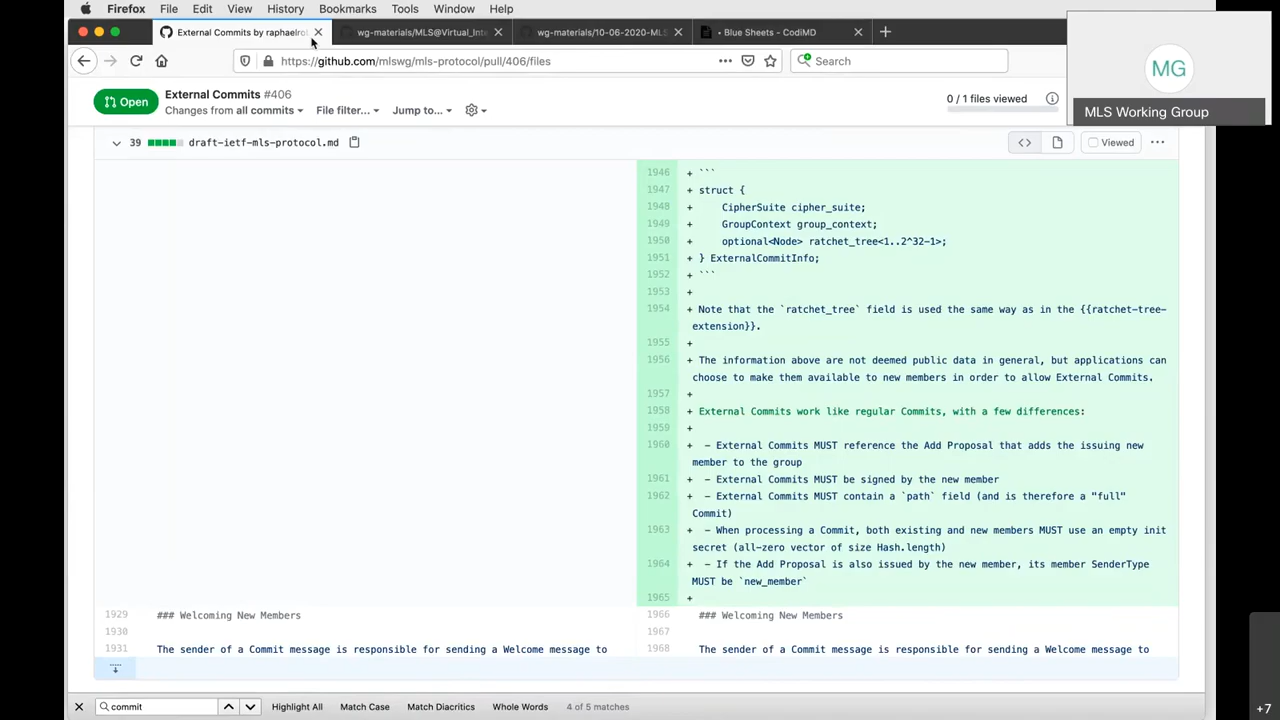 Firefox File Edit View History Bookmarks Tools Window Help
External Commits by raphaelro
wg-materials/MLS@Virtual_Inte
wg-materials/10-06-2020-MLS-
• Blue Sheets - CodiMD
https://github.com/mlswg/mls-protocol/pull/406/files
Search
MG
MLS Working Group
Open
External Commits #406
Changes from all commits
File filter...
Jump to...
0 / 1 files viewed
39 draft-ietf-mls-protocol.md
Viewed
1946 + ```
1947 + struct {
1948 + CipherSuite cipher_suite;
1949 + GroupContext group_context;
1950 + optional<Node> ratchet_tree<1..2^32-1>;
1951 + } ExternalCommitInfo;
1952 + ```
1953 +
1954 + Note that the `ratchet_tree` field is used the same way as in the {{ratchet-tree-
extension}}.
1955 +
1956 + The information above are not deemed public data in general, but applications can
choose to make them available to new members in order to allow External Commits.
1957 +
1958 + External Commits work like regular Commits, with a few differences:
1959 +
1960 + - External Commits MUST reference the Add Proposal that adds the issuing new
member to the group
1961 + - External Commits MUST be signed by the new member
1962 + - External Commits MUST contain a `path` field (and is therefore a "full"
Commit)
1963 + - When processing a Commit, both existing and new members MUST use an empty init
secret (all-zero vector of size Hash.length)
1964 + - If the Add Proposal is also issued by the new member, its member SenderType
MUST be `new_member`
1965 +
1929 ### Welcoming New Members 1966 ### Welcoming New Members
1930 1967
1931 The sender of a Commit message is responsible for sending a Welcome message to 1968 The sender of a Commit message is responsible for sending a Welcome message to
commit
Highlight All Match Case Match Diacritics Whole Words 4 of 5 matches
+7